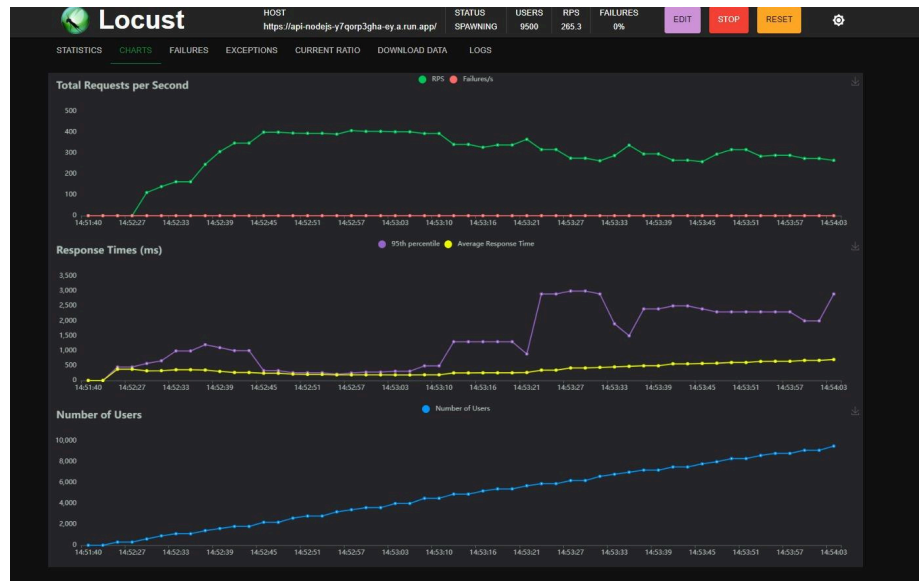 Locust
HOST
https://api-nodejs-y7qorp3gha-ey.a.run.app/
STATUS
SPAWNING
USERS
9500
RPS
265.3
FAILURES
0%
EDIT
STOP
RESET
STATISTICS CHARTS FAILURES EXCEPTIONS CURRENT RATIO DOWNLOAD DATA LOGS
Total Requests per Second
RPS Failures/s
500
400
300
200
100
0
14:51:40 14:52:27 14:52:33 14:52:39 14:52:45 14:52:51 14:52:57 14:53:03 14:53:10 14:53:16 14:53:21 14:53:27 14:53:33 14:53:39 14:53:45 14:53:51 14:53:57 14:54:03
Response Times (ms)
95th percentile Average Response Time
3,500
3,000
2,500
2,000
1,500
1,000
500
0
14:51:40 14:52:27 14:52:33 14:52:39 14:52:45 14:52:51 14:52:57 14:53:03 14:53:10 14:53:16 14:53:21 14:53:27 14:53:33 14:53:39 14:53:45 14:53:51 14:53:57 14:54:03
Number of Users
Number of Users
10,000
8,000
6,000
4,000
2,000
0
14:51:40 14:52:27 14:52:33 14:52:39 14:52:45 14:52:51 14:52:57 14:53:03 14:53:10 14:53:16 14:53:21 14:53:27 14:53:33 14:53:39 14:53:45 14:53:51 14:53:57 14:54:03